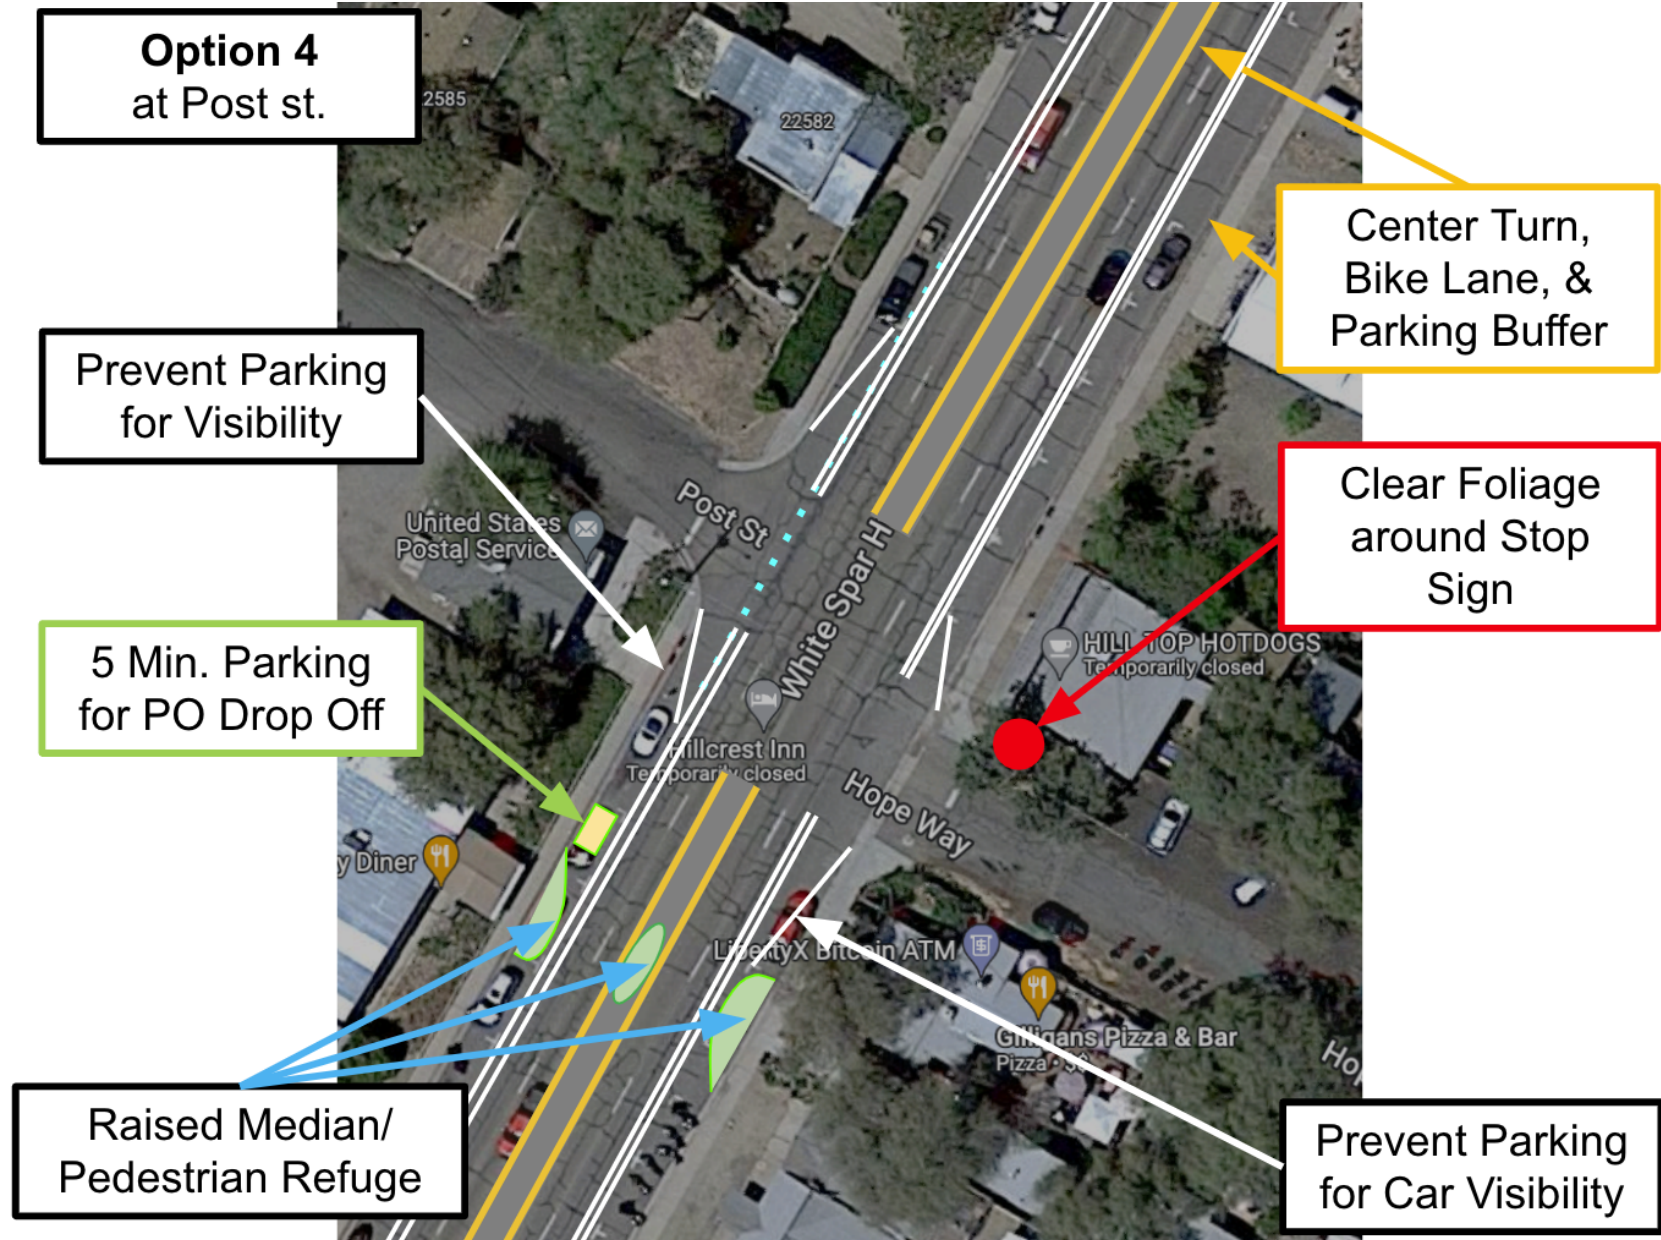 Option 4
at Post st.
2585
22582
Center Turn,
Bike Lane, &
Parking Buffer
Prevent Parking
for Visibility
Clear Foliage
around Stop
Sign
Post St
United States
Postal Service
White Spar H
HILL TOP HOTDOGS
Temporarily closed
5 Min. Parking
for PO Drop Off
Hillcrest Inn
Temporarily closed
Hope Way
y Diner
LibertyX Bitcoin ATM
Gilligans Pizza & Bar
Pizza · $$
Hop
Raised Median/
Pedestrian Refuge
Prevent Parking
for Car Visibility